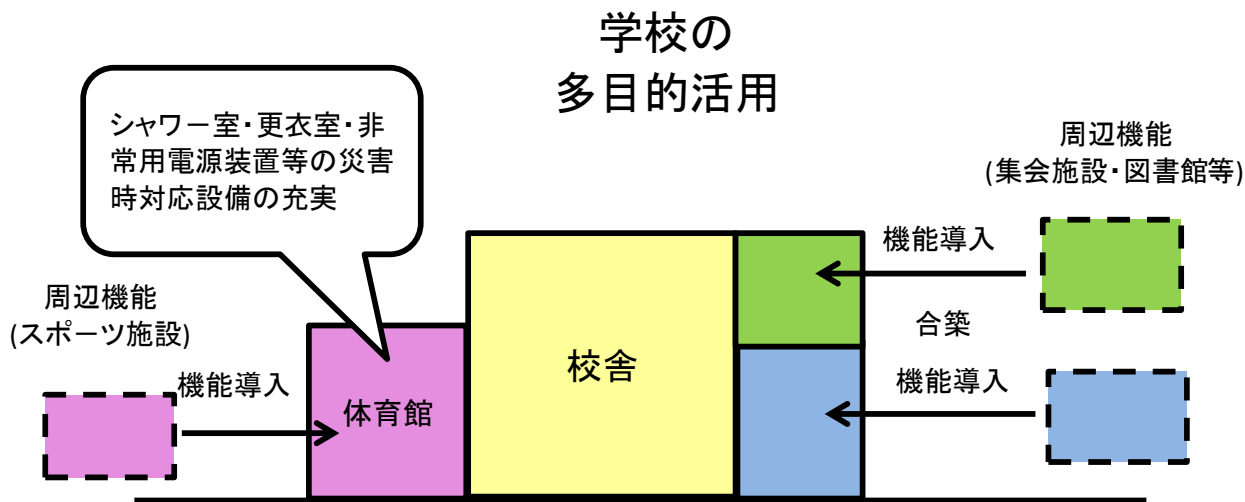 学校の
多目的活用
シャワー室・更衣室・非
常用電源装置等の災害
時対応設備の充実
周辺機能
(集会施設・図書館等)
機能導入
周辺機能
(スポーツ施設)
合築
校舎
機能導入
機能導入
体育館